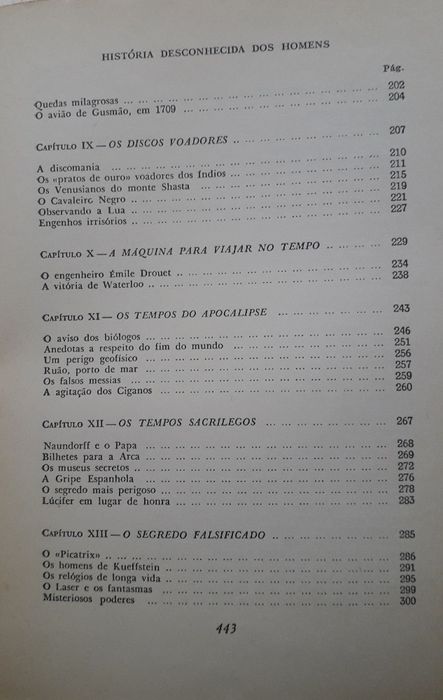 HISTÓRIA DESCONHECIDA DOS HOMENS
Pág.
Quedas milagrosas ... 202
O avião de Gusmão, em 1709 ... 204
CAPÍTULO IX — OS DISCOS VOADORES ... 207
A discomania ... 210
Os «pratos de ouro» voadores dos Índios ... 211
Os Venusianos do monte Shasta ... 215
O Cavaleiro Negro ... 219
Observando a Lua ... 221
Engenhos irrisórios ... 227
CAPÍTULO X — A MÁQUINA PARA VIAJAR NO TEMPO ... 229
O engenheiro Émile Drouet ... 234
A vitória de Waterloo ... 238
CAPÍTULO XI — OS TEMPOS DO APOCALIPSE ... 243
O aviso dos biólogos ... 246
Anedotas a respeito do fim do mundo ... 251
Um perigo geofísico ... 256
Ruão, porto de mar ... 257
Os falsos messias ... 259
A agitação dos Ciganos ... 260
CAPÍTULO XII — OS TEMPOS SACRILEGOS ... 267
Naundorff e o Papa ... 268
Bilhetes para a Arca ... 269
Os museus secretos ... 272
A Gripe Espanhola ... 276
O segredo mais perigoso ... 278
Lúcifer em lugar de honra ... 283
CAPÍTULO XIII — O SEGREDO FALSIFICADO ... 285
O «Picatrix» ... 286
Os homens de Kueffstein ... 291
Os relógios de longa vida ... 295
O Laser e os fantasmas ... 299
Misteriosos poderes ... 300
443